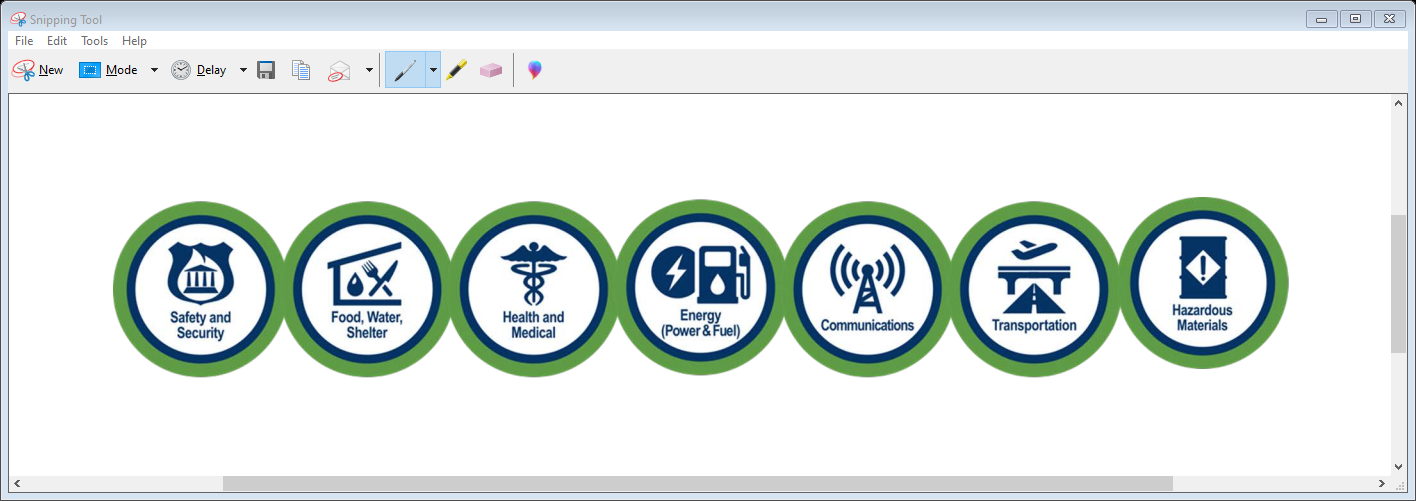 Snipping Tool
File Edit Tools Help
New Mode Delay
Safety and
Security
Food, Water,
Shelter
Health and
Medical
Energy
(Power & Fuel)
Communications
Transportation
Hazardous
Materials